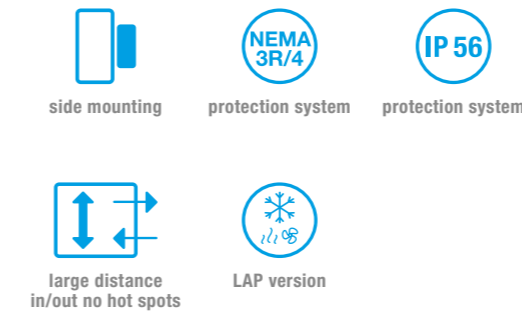 NEMA
3R/4
IP 56
side mounting
protection system
protection system
large distance
in/out no hot spots
LAP version